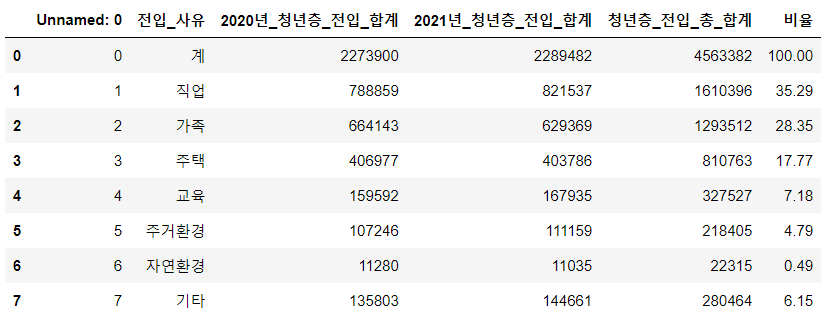 Unnamed: 0 전입_사유 2020년_청년층_전입_합계 2021년_청년층_전입_합계 청년층_전입_총_합계 비율
0 0 계 2273900 2289482 4563382 100.00
1 1 직업 788859 821537 1610396 35.29
2 2 가족 664143 629369 1293512 28.35
3 3 주택 406977 403786 810763 17.77
4 4 교육 159592 167935 327527 7.18
5 5 주거환경 107246 111159 218405 4.79
6 6 자연환경 11280 11035 22315 0.49
7 7 기타 135803 144661 280464 6.15